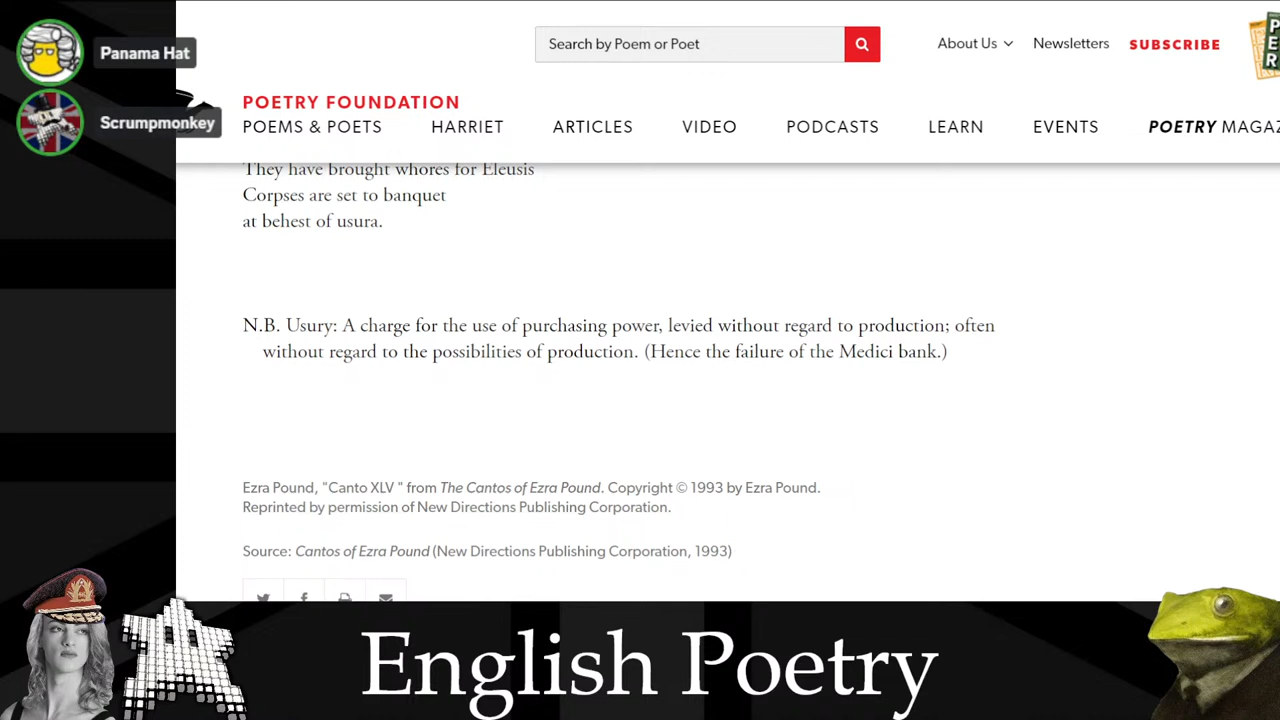 Panama Hat
Scrumpmonkey
Search by Poem or Poet
About Us
Newsletters
SUBSCRIBE
POETRY FOUNDATION
POEMS & POETS
HARRIET
ARTICLES
VIDEO
PODCASTS
LEARN
EVENTS
POETRY MAGAZ
They have brought whores for Eleusis
Corpses are set to banquet
at behest of usura.
N.B. Usury: A charge for the use of purchasing power, levied without regard to production; often
without regard to the possibilities of production. (Hence the failure of the Medici bank.)
Ezra Pound, "Canto XLV " from The Cantos of Ezra Pound. Copyright © 1993 by Ezra Pound.
Reprinted by permission of New Directions Publishing Corporation.
Source: Cantos of Ezra Pound (New Directions Publishing Corporation, 1993)
English Poetry